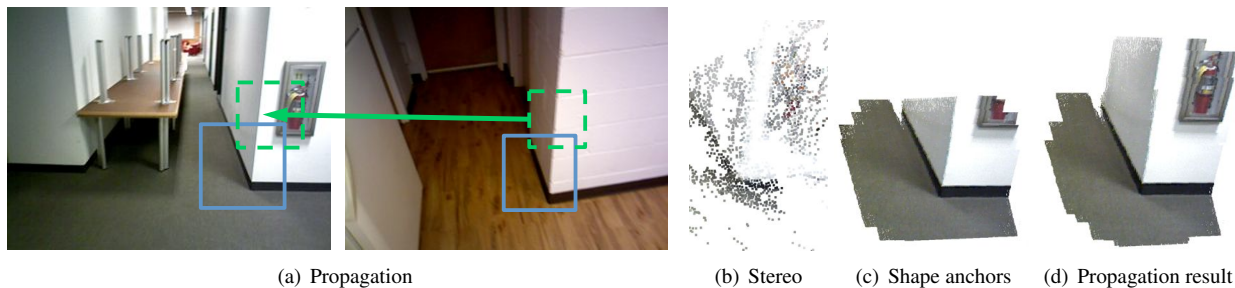 (a) Propagation
(b) Stereo
(c) Shape anchors
(d) Propagation result